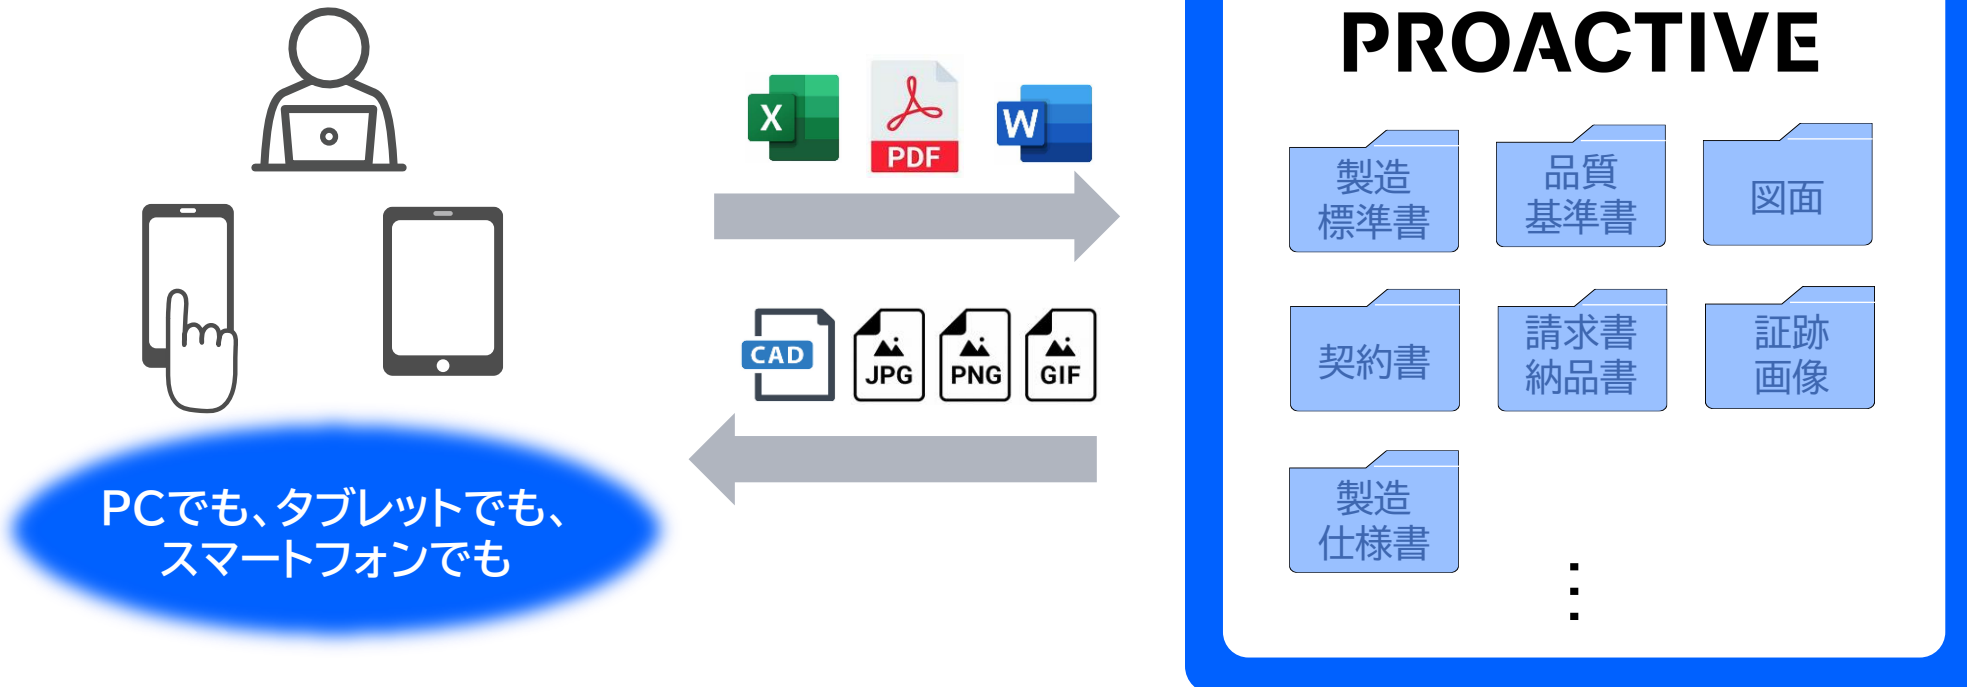 PROACTIVE
X
PDF
W
製造
標準書
品質
基準書
図面
CAD
JPG
PNG
GIF
契約書
請求書
納品書
証跡
画像
PCでも、タブレットでも、
スマートフォンでも
製造
仕様書